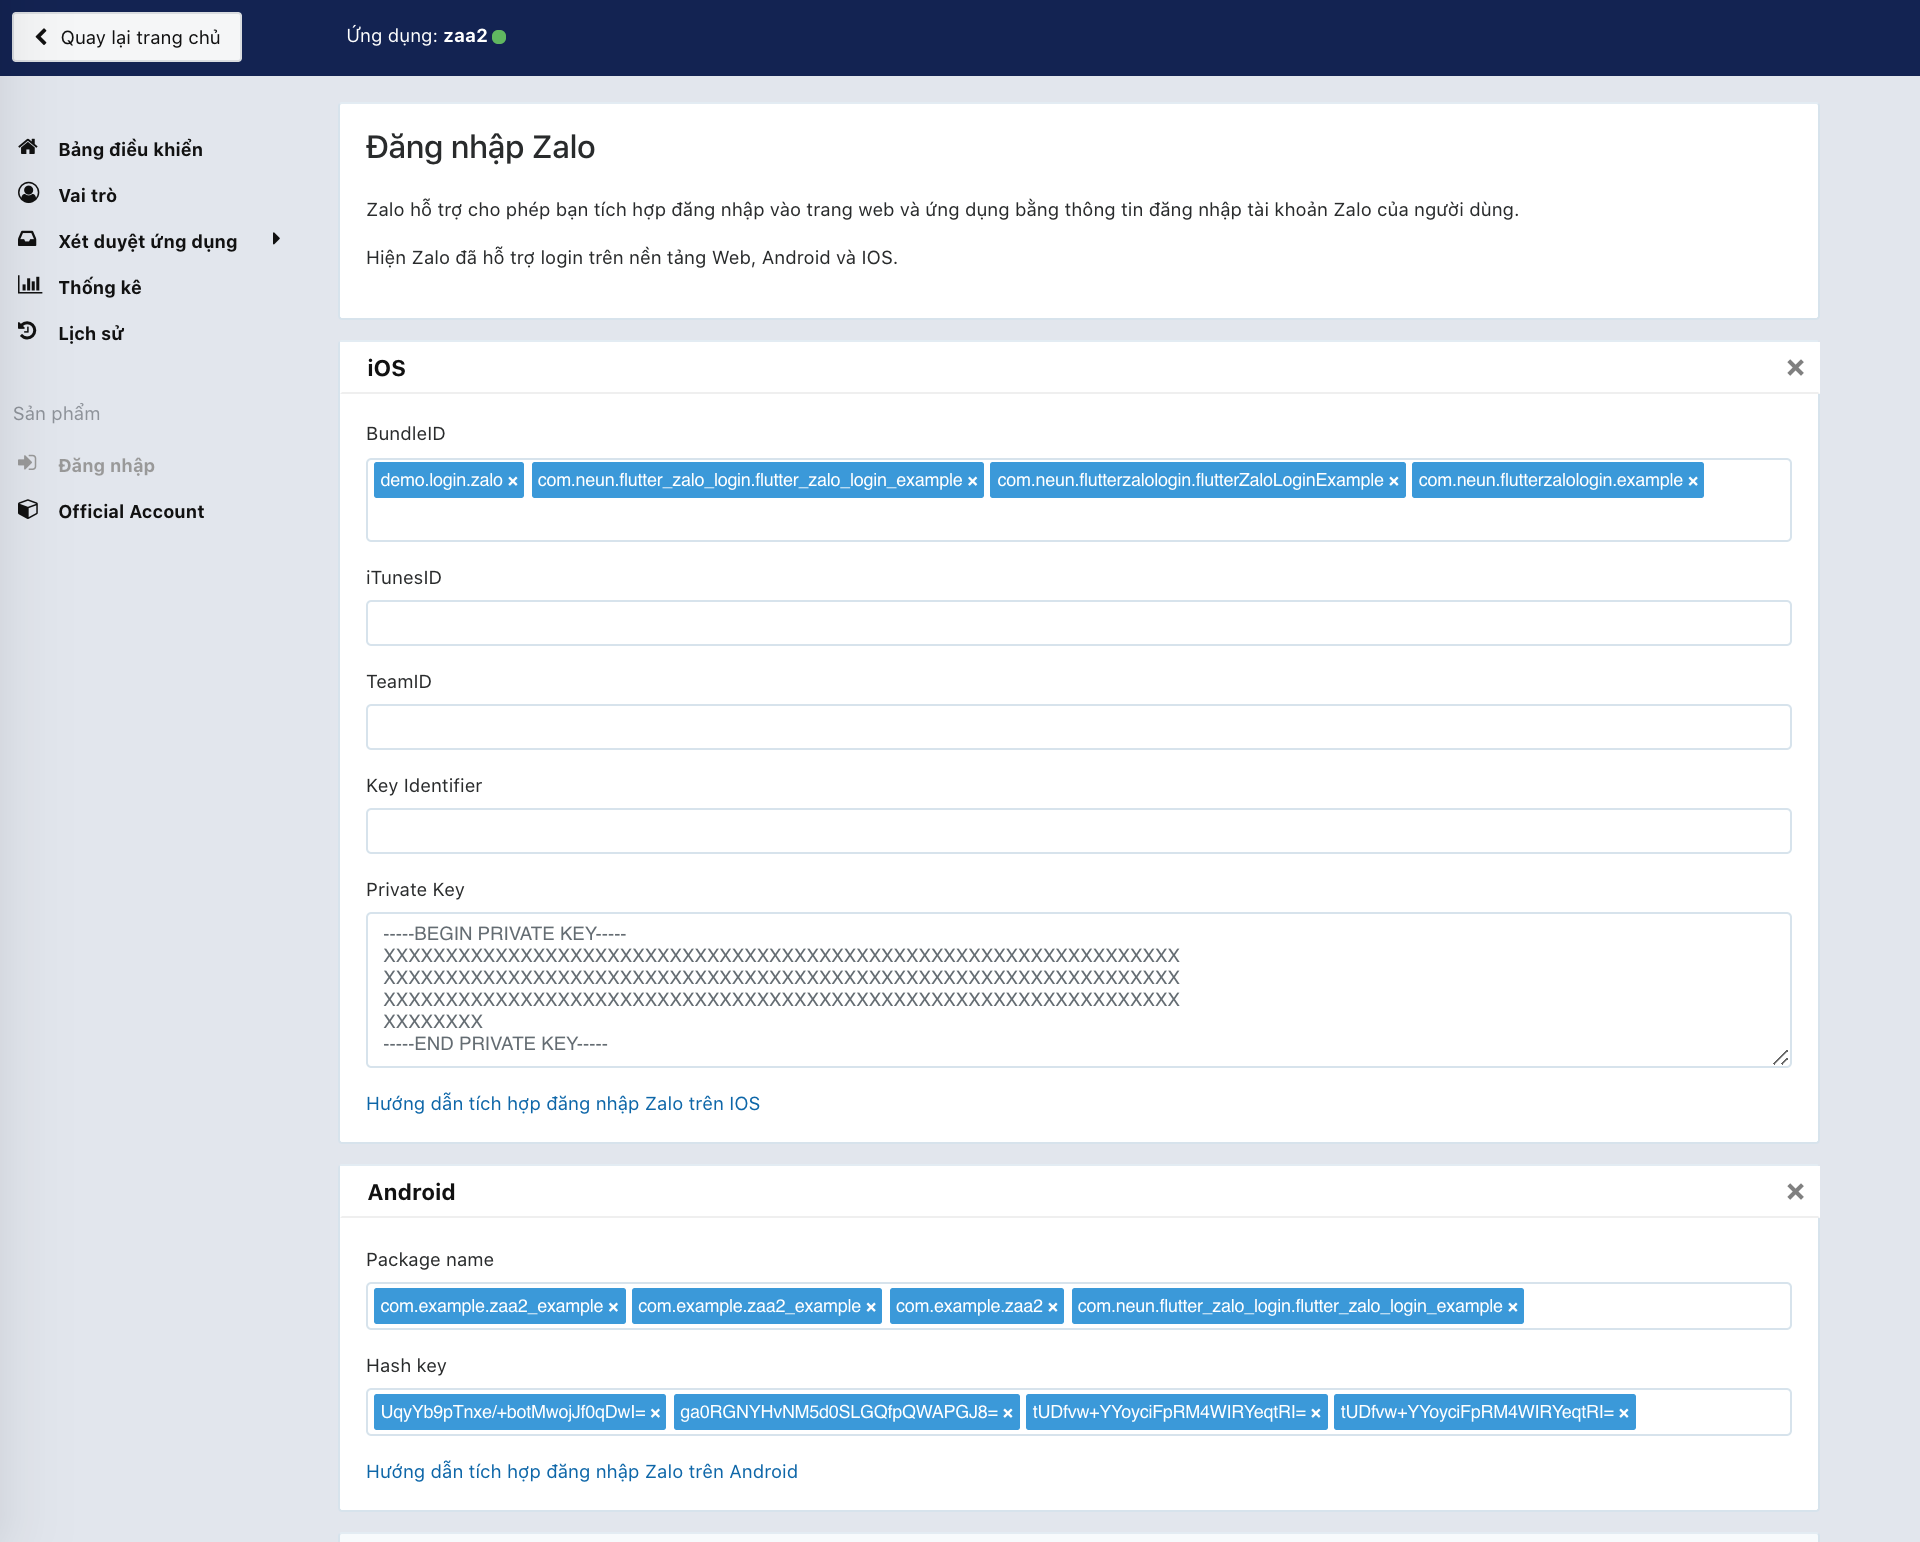 Quay lại trang chủ
Ứng dụng: zaa2
Bảng điều khiển
Vai trò
Xét duyệt ứng dụng
Thống kê
Lịch sử
Sản phẩm
Đăng nhập
Official Account
Đăng nhập Zalo
Zalo hỗ trợ cho phép bạn tích hợp đăng nhập vào trang web và ứng dụng bằng thông tin đăng nhập tài khoản Zalo của người dùng.
Hiện Zalo đã hỗ trợ login trên nền tảng Web, Android và IOS.
iOS
BundleID
demo.login.zalo × com.neun.flutter_zalo_login.flutter_zalo_login_example × com.neun.flutterzalologin.flutterZaloLoginExample × com.neun.flutterzalologin.example ×
iTunesID
TeamID
Key Identifier
Private Key
-----BEGIN PRIVATE KEY-----
XXXXXXXXXXXXXXXXXXXXXXXXXXXXXXXXXXXXXXXXXXXXXXXXXXXXXXXXXXXXXXXX
XXXXXXXXXXXXXXXXXXXXXXXXXXXXXXXXXXXXXXXXXXXXXXXXXXXXXXXXXXXXXXXX
XXXXXXXXXXXXXXXXXXXXXXXXXXXXXXXXXXXXXXXXXXXXXXXXXXXXXXXXXXXXXXXX
XXXXXXXX
-----END PRIVATE KEY-----
Hướng dẫn tích hợp đăng nhập Zalo trên IOS
Android
Package name
com.example.zaa2_example × com.example.zaa2_example × com.example.zaa2 × com.neun.flutter_zalo_login.flutter_zalo_login_example ×
Hash key
UqyYb9pTnxe/+botMwojJf0qDwI= × ga0RGNYHvNM5d0SLGQfpQWAPGJ8= × tUDfvw+YYoyciFpRM4WIRYeqtRI= × tUDfvw+YYoyciFpRM4WIRYeqtRI= ×
Hướng dẫn tích hợp đăng nhập Zalo trên Android